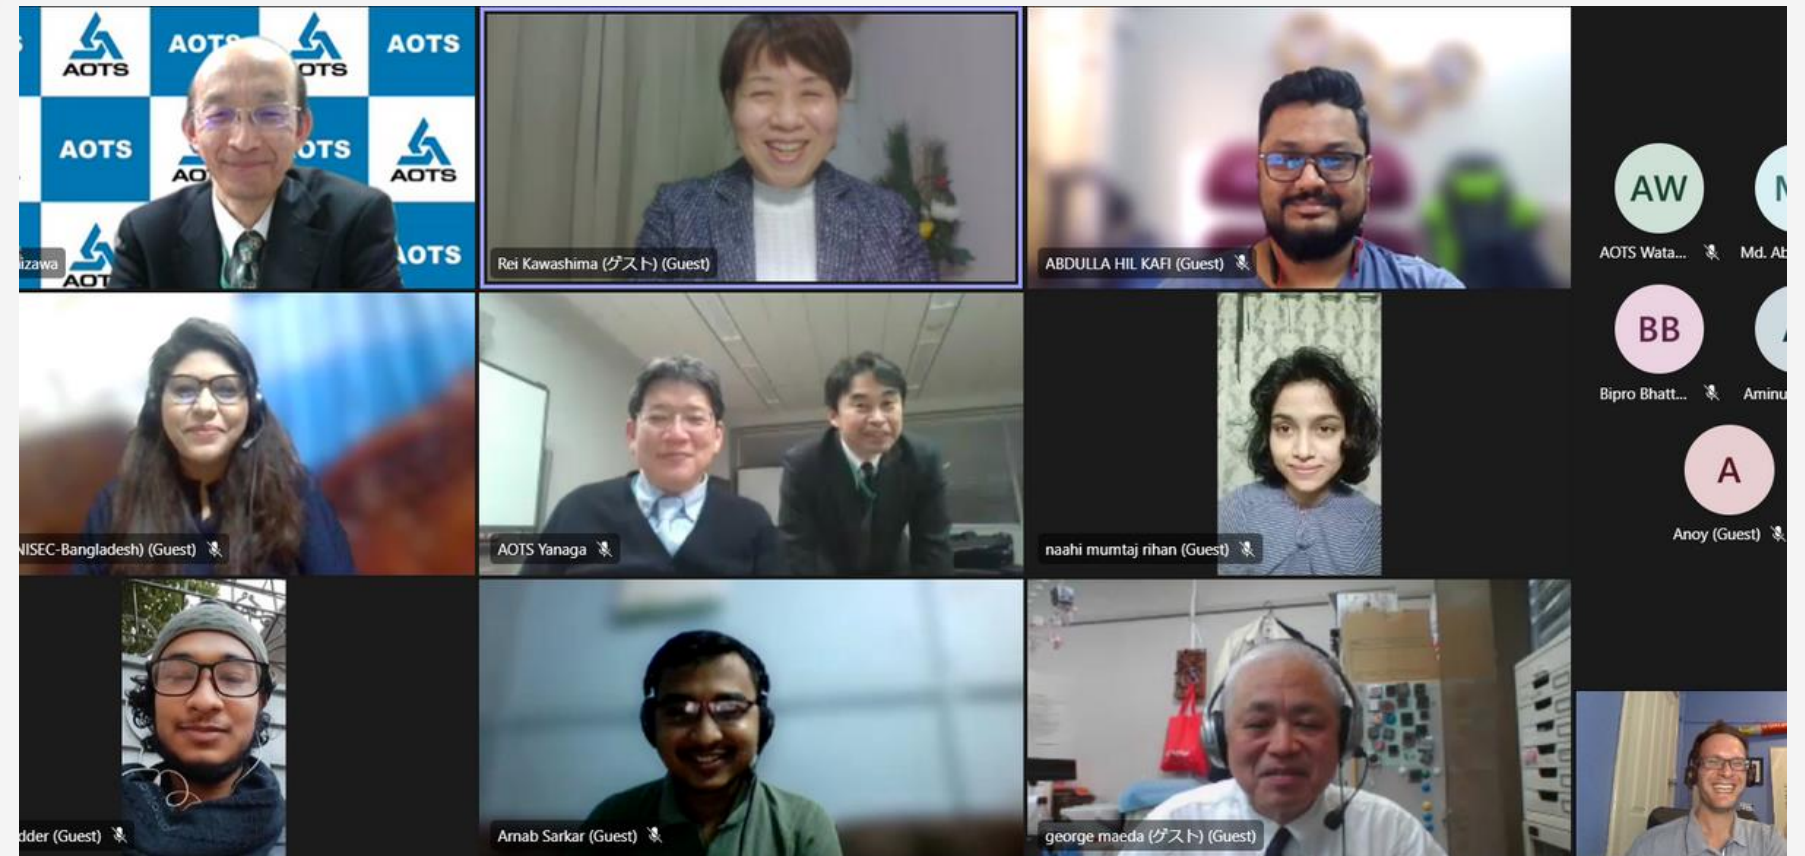 AOTS
AOTS
AOTS
AOTS
AOTS
izawa
Rei Kawashima (ゲスト) (Guest)
ABDULLA HIL KAFI (Guest)
AW
AOTS Wata...
Md. Ab
NISEC-Bangladesh) (Guest)
AOTS Yanaga
naahi mumtaj rihan (Guest)
BB
Bipro Bhatt...
Aminu
A
Anoy (Guest)
dder (Guest)
Arnab Sarkar (Guest)
george maeda (ゲスト) (Guest)